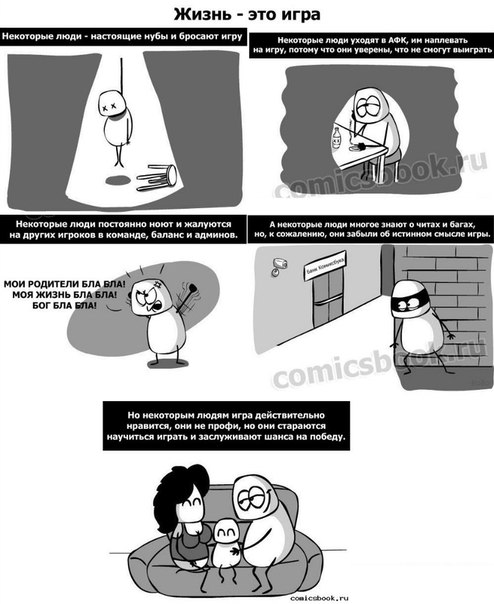 Жизнь - это игра
Некоторые люди - настоящие нубы и бросают игру
Некоторые люди уходят в АФК, им наплевать
на игру, потому что они уверены, что не смогут выиграть
comicsbook.ru
Некоторые люди постоянно ноют и жалуются
на других игроков в команде, баланс и админов.
А некоторые люди многое знают о читах и багах,
но, к сожалению, они забыли об истинном смысле игры.
МОИ РОДИТЕЛИ БЛА БЛА!
МОЯ ЖИЗНЬ БЛА БЛА!
БОГ БЛА БЛА!
Банк Комиксбука
comicsbook.ru
Но некоторым людям игра действительно
нравится, они не профи, но они стараются
научиться играть и заслуживают шанса на победу.
comicsbook.ru